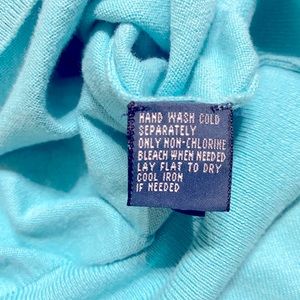 HAND WASH COLD
SEPARATELY
ONLY NON-CHLORINE
BLEACH WHEN NEEDED
LAY FLAT TO DRY
COOL IRON
IF NEEDED